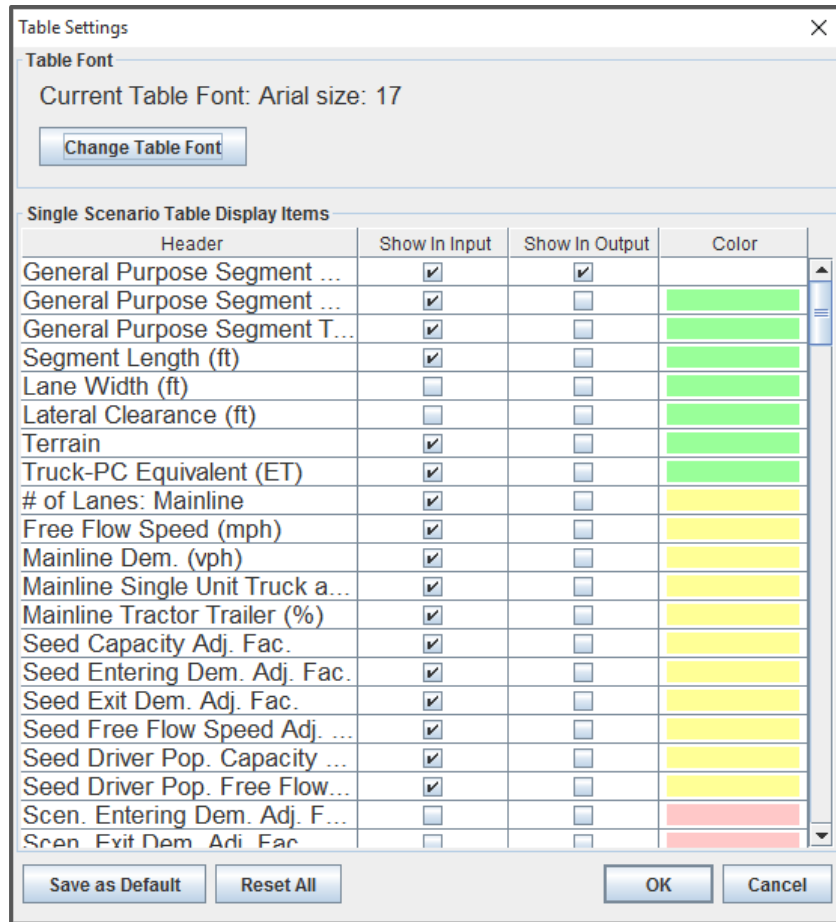 Table Settings
Table Font
Current Table Font: Arial size: 17
Change Table Font
Single Scenario Table Display Items
Header Show In Input Show In Output Color
General Purpose Segment ...
General Purpose Segment ...
General Purpose Segment T...
Segment Length (ft)
Lane Width (ft)
Lateral Clearance (ft)
Terrain
Truck-PC Equivalent (ET)
# of Lanes: Mainline
Free Flow Speed (mph)
Mainline Dem. (vph)
Mainline Single Unit Truck a...
Mainline Tractor Trailer (%)
Seed Capacity Adj. Fac.
Seed Entering Dem. Adj. Fac.
Seed Exit Dem. Adj. Fac.
Seed Free Flow Speed Adj. ...
Seed Driver Pop. Capacity ...
Seed Driver Pop. Free Flow...
Scen. Entering Dem. Adj. F...
Scen. Exit Dem. Adj. Fac.
Save as Default Reset All OK Cancel